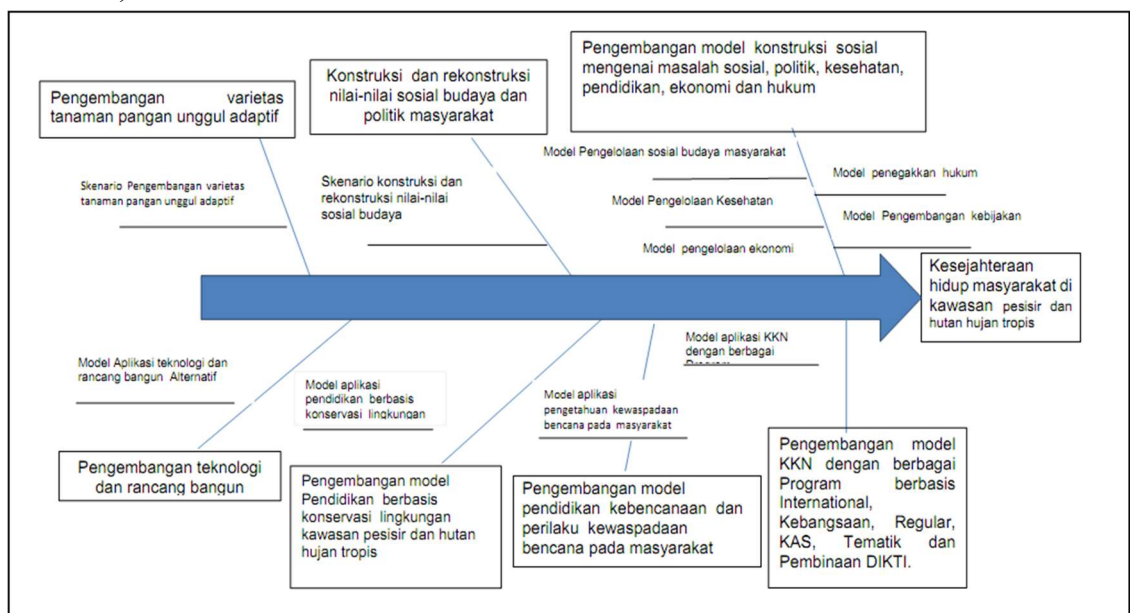 Pengembangan varietas
tanaman pangan unggul adaptif
Konstruksi dan rekonstruksi
nilai-nilai sosial budaya dan
politik masyarakat
Pengembangan model konstruksi sosial
mengenai masalah sosial, politik, kesehatan,
pendidikan, ekonomi dan hukum
Skenario Pengembangan varietas
tanaman pangan unggul adaptif
Skenario konstruksi dan
rekonstruksi nilai-nilai
sosial budaya
Model Pengelolaan sosial budaya masyarakat
Model penegakkan hukum
Model Pengelolaan Kesehatan
Model Pengembangan kebijakan
Model pengelolaan ekonomi
Kesejahteraan
hidup masyarakat di
kawasan pesisir dan
hutan hujan tropis
Model Aplikasi teknologi dan
rancang bangun Alternatif
Model aplikasi
pendidikan berbasis
konservasi lingkungan
Model aplikasi
pengetahuan kewaspadaan
bencana pada masyarakat
Model aplikasi KKN
dengan berbagai
Program
Pengembangan teknologi
dan rancang bangun
Pengembangan model
Pendidikan berbasis
konservasi lingkungan
kawasan pesisir dan hutan
hujan tropis
Pengembangan model
pendidikan kebencanaan dan
perilaku kewaspadaan
bencana pada masyarakat
Pengembangan model
KKN dengan berbagai
Program berbasis
International,
Kebangsaan, Regular,
KAS, Tematik dan
Pembinaan DIKTI.